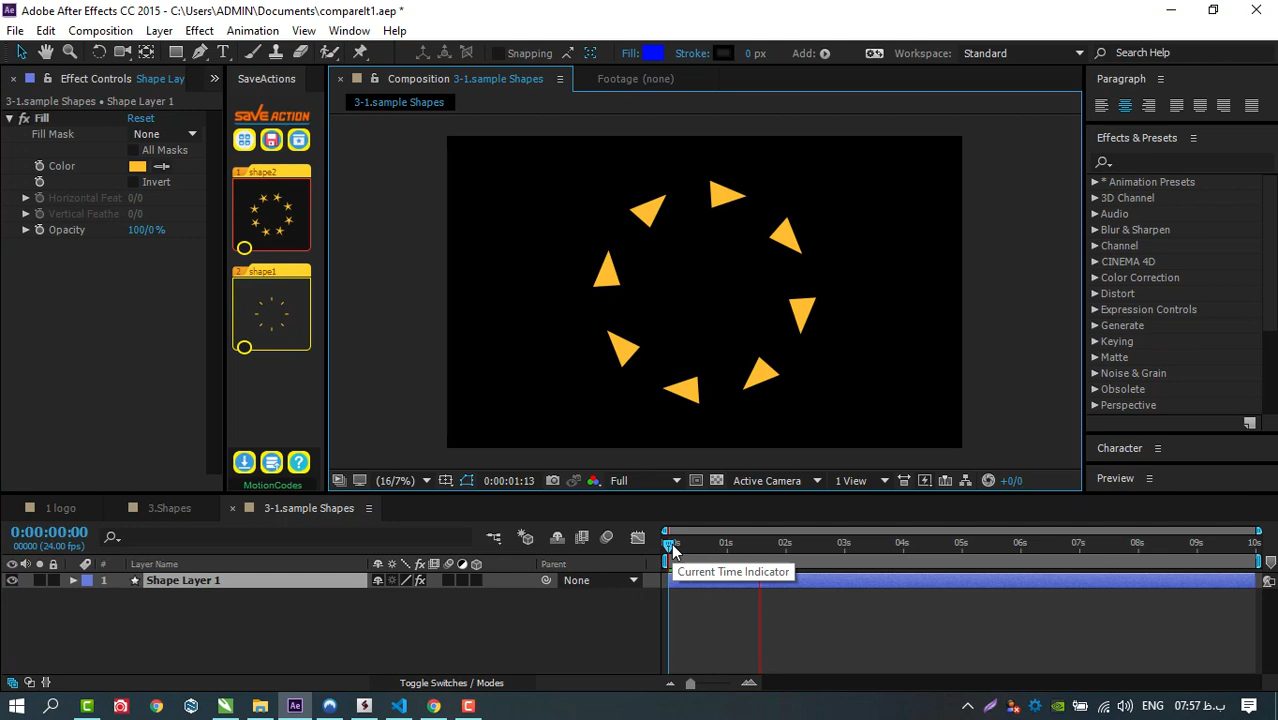 Adobe After Effects CC 2015 - C:\Users\ADMIN\Documents\comparelt1.aep *
File Edit Composition Layer Effect Animation View Window Help
Snapping Fill: Stroke: 0 px Add: Workspace: Standard Search Help
Effect Controls Shape Lay
3-1.sample Shapes • Shape Layer 1
Fill Reset
Fill Mask None
All Masks
Color
Invert
Horizontal Feat 0/0
Vertical Feathe 0/0
Opacity 100/0 %
SaveActions
SAVE ACTION
1 shape2
2 shape1
MotionCodes
Composition 3-1.sample Shapes
Footage (none)
3-1.sample Shapes
(16/7%) 0:00:01:13 Full Active Camera 1 View +0/0
Paragraph
Effects & Presets
* Animation Presets
3D Channel
Audio
Blur & Sharpen
Channel
CINEMA 4D
Color Correction
Distort
Expression Controls
Generate
Keying
Matte
Noise & Grain
Obsolete
Perspective
Character
Preview
1 logo 3.Shapes 3-1.sample Shapes
0:00:00:00
00000 (24.00 fps)
01s 02s 03s 04s 05s 06s 07s 08s 09s 10s
# Layer Name Parent
1 Shape Layer 1 None
Current Time Indicator
Toggle Switches / Modes
07:57 ب.ظ